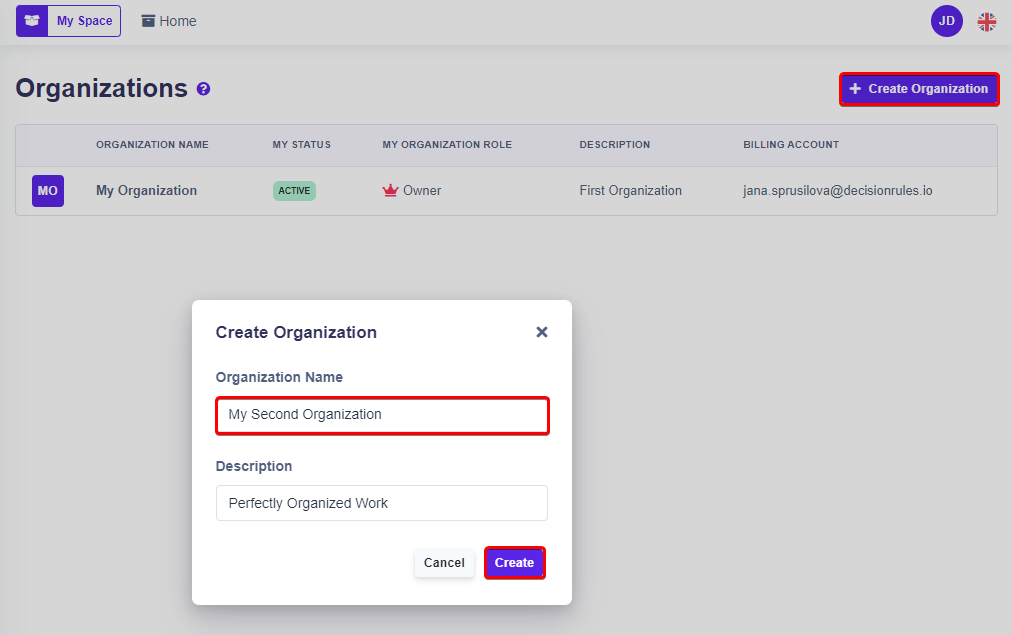 My Space Home JD
Organizations ?
+ Create Organization
ORGANIZATION NAME MY STATUS MY ORGANIZATION ROLE DESCRIPTION BILLING ACCOUNT
MO My Organization ACTIVE Owner First Organization jana.sprusilova@decisionrules.io
Create Organization
Organization Name
My Second Organization
Description
Perfectly Organized Work
Cancel Create